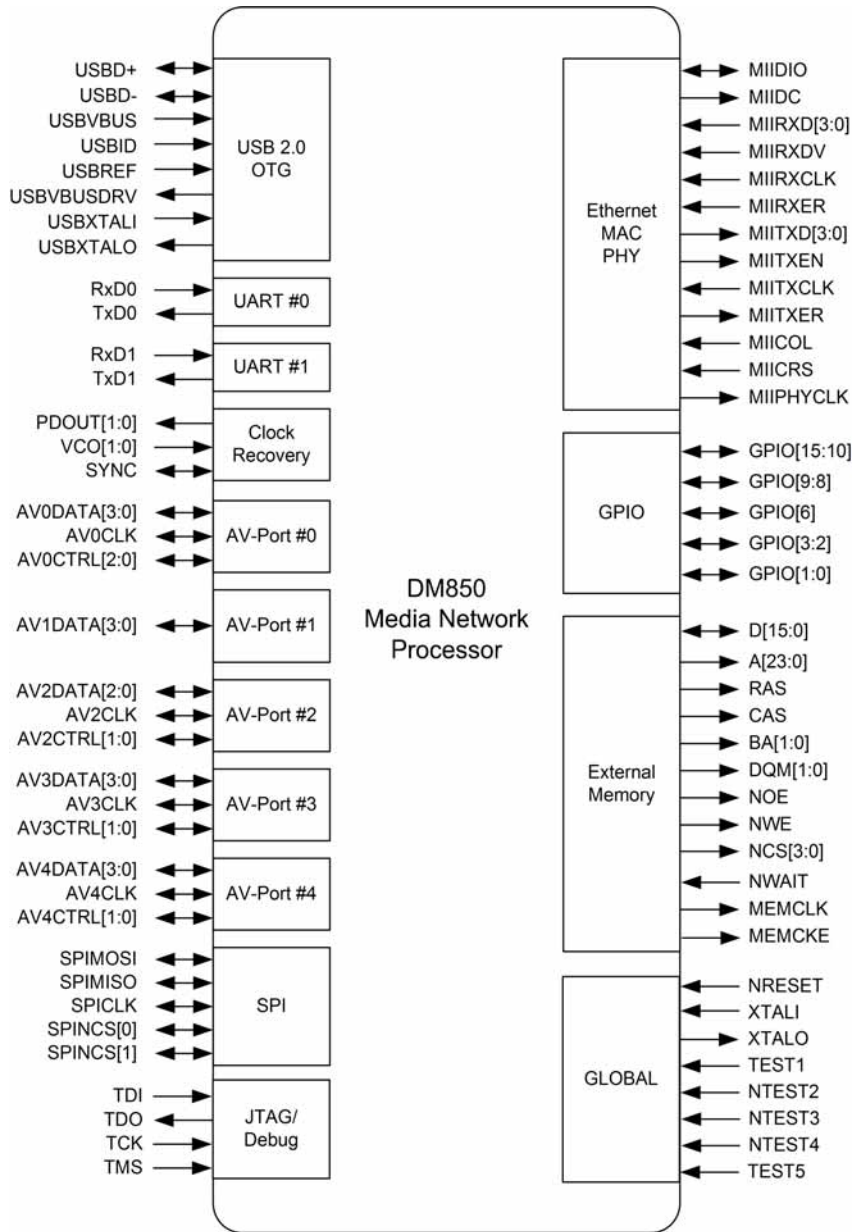 USBD+
USBD-
USBVBUS
USBID
USBREF
USBVBUSDRV
USBXTALI
USBXTALO
USB 2.0
OTG
RxD0
TxD0
UART #0
RxD1
TxD1
UART #1
PDOUT[1:0]
VCO[1:0]
SYNC
Clock
Recovery
AV0DATA[3:0]
AV0CLK
AV0CTRL[2:0]
AV-Port #0
AV1DATA[3:0]
AV-Port #1
AV2DATA[2:0]
AV2CLK
AV2CTRL[1:0]
AV-Port #2
AV3DATA[3:0]
AV3CLK
AV3CTRL[1:0]
AV-Port #3
AV4DATA[3:0]
AV4CLK
AV4CTRL[1:0]
AV-Port #4
SPIMOSI
SPIMISO
SPICLK
SPINCS[0]
SPINCS[1]
SPI
TDI
TDO
TCK
TMS
JTAG/
Debug
DM850
Media Network
Processor
Ethernet
MAC
PHY
MIIDIO
MIIDC
MIIRXD[3:0]
MIIRXDV
MIIRXCLK
MIIRXER
MIITXD[3:0]
MIITXEN
MIITXCLK
MIITXER
MIICOL
MIICRS
MIIPHYCLK
GPIO
GPIO[15:10]
GPIO[9:8]
GPIO[6]
GPIO[3:2]
GPIO[1:0]
External
Memory
D[15:0]
A[23:0]
RAS
CAS
BA[1:0]
DQM[1:0]
NOE
NWE
NCS[3:0]
NWAIT
MEMCLK
MEMCKE
GLOBAL
NRESET
XTALI
XTALO
TEST1
NTEST2
NTEST3
NTEST4
TEST5